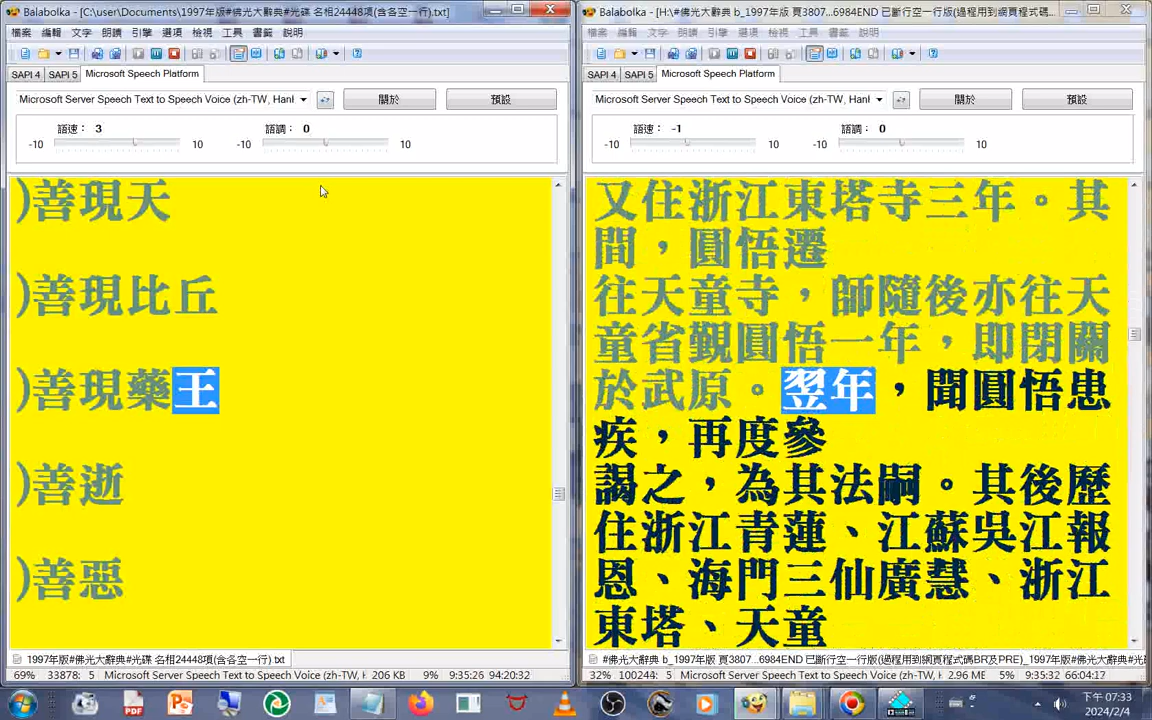 Balabolka - [C:\user\Documents\1997年版#佛光大辭典#光碟 名相24448項(含各空一行).txt]
檔案 編輯 文字 朗讀 引擎 選項 檢視 工具 書籤 說明
SAPI 4 SAPI 5 Microsoft Speech Platform
Microsoft Server Speech Text to Speech Voice (zh-TW, Hanl
關於
預設
語速： 3
語調： 0
-10 10 -10 10
)善現天
)善現比丘
)善現藥王
)善逝
)善惡
1997年版#佛光大辭典#光碟 名相24448項(含各空一行).txt
69% 33878: 5 Microsoft Speech Platform Microsoft Server Speech Text to Speech Voice (zh-TW, H 206 KB 9% 9:35:26 94:20:32
Balabolka - [H:\#佛光大辭典 b_1997年版 頁3807...6984END 已斷行空一行版(過程用到網頁程式碼...
檔案 編輯 文字 朗讀 引擎 選項 檢視 工具 書籤 說明
SAPI 4 SAPI 5 Microsoft Speech Platform
Microsoft Server Speech Text to Speech Voice (zh-TW, Hanl
關於
預設
語速： -1
語調： 0
-10 10 -10 10
又住浙江東塔寺三年。其
間，圓悟遷
往天童寺，師隨後亦往天
童省覲圓悟一年，即閉關
於武原。翌年，聞圓悟患
疾，再度參
謁之，為其法嗣。其後歷
住浙江青蓮、江蘇吳江報
恩、海門三仙廣慧、浙江
東塔、天童
#佛光大辭典 b_1997年版 頁3807...6984END 已斷行空一行版(過程用到網頁程式碼BR及PRE)_1997年版#光
32% 100244: 5 Microsoft Speech Platform Microsoft Server Speech Text to Speech Voice (zh-TW, H 2.96 ME 5% 9:35:33 66:04:17
下午 07:33
2024/2/4